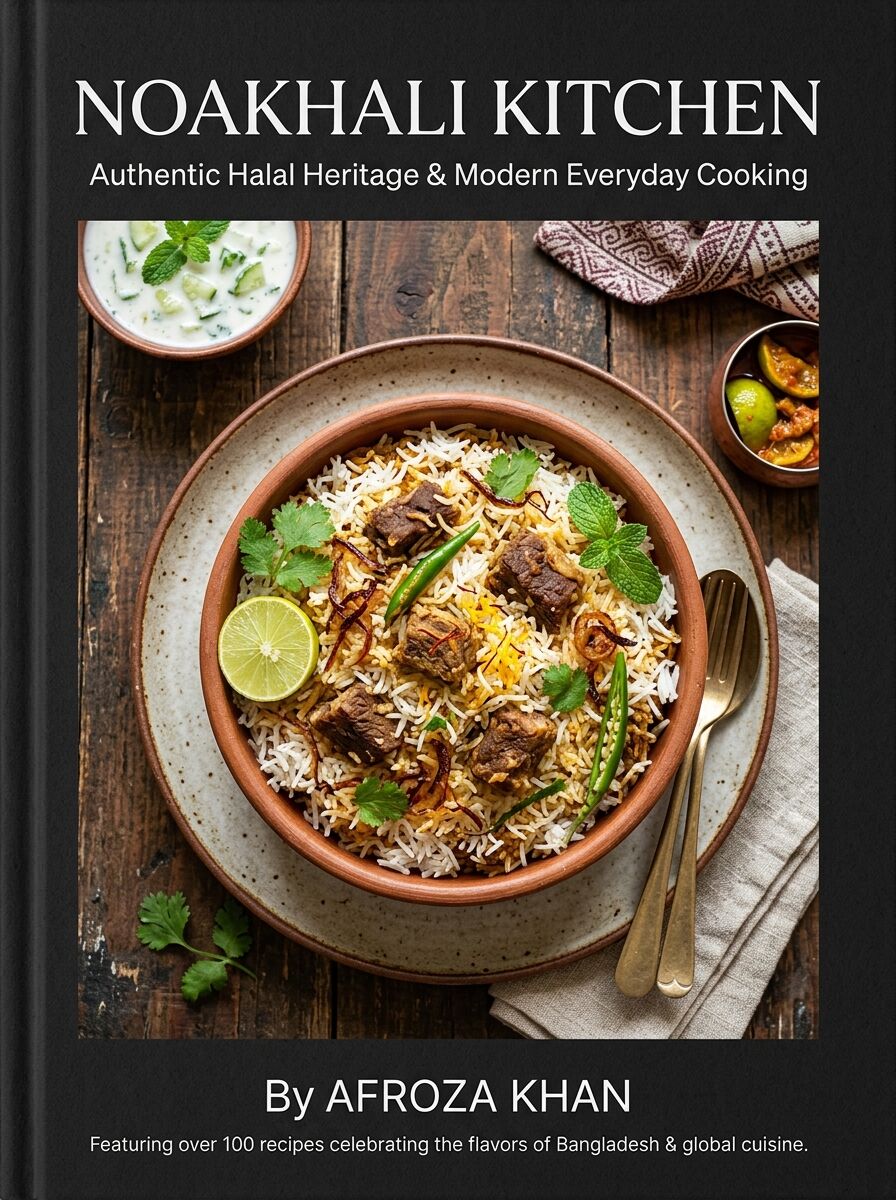 NOAKHALI KITCHEN
Authentic Halal Heritage & Modern Everyday Cooking
By AFROZA KHAN
Featuring over 100 recipes celebrating the flavors of Bangladesh & global cuisine.